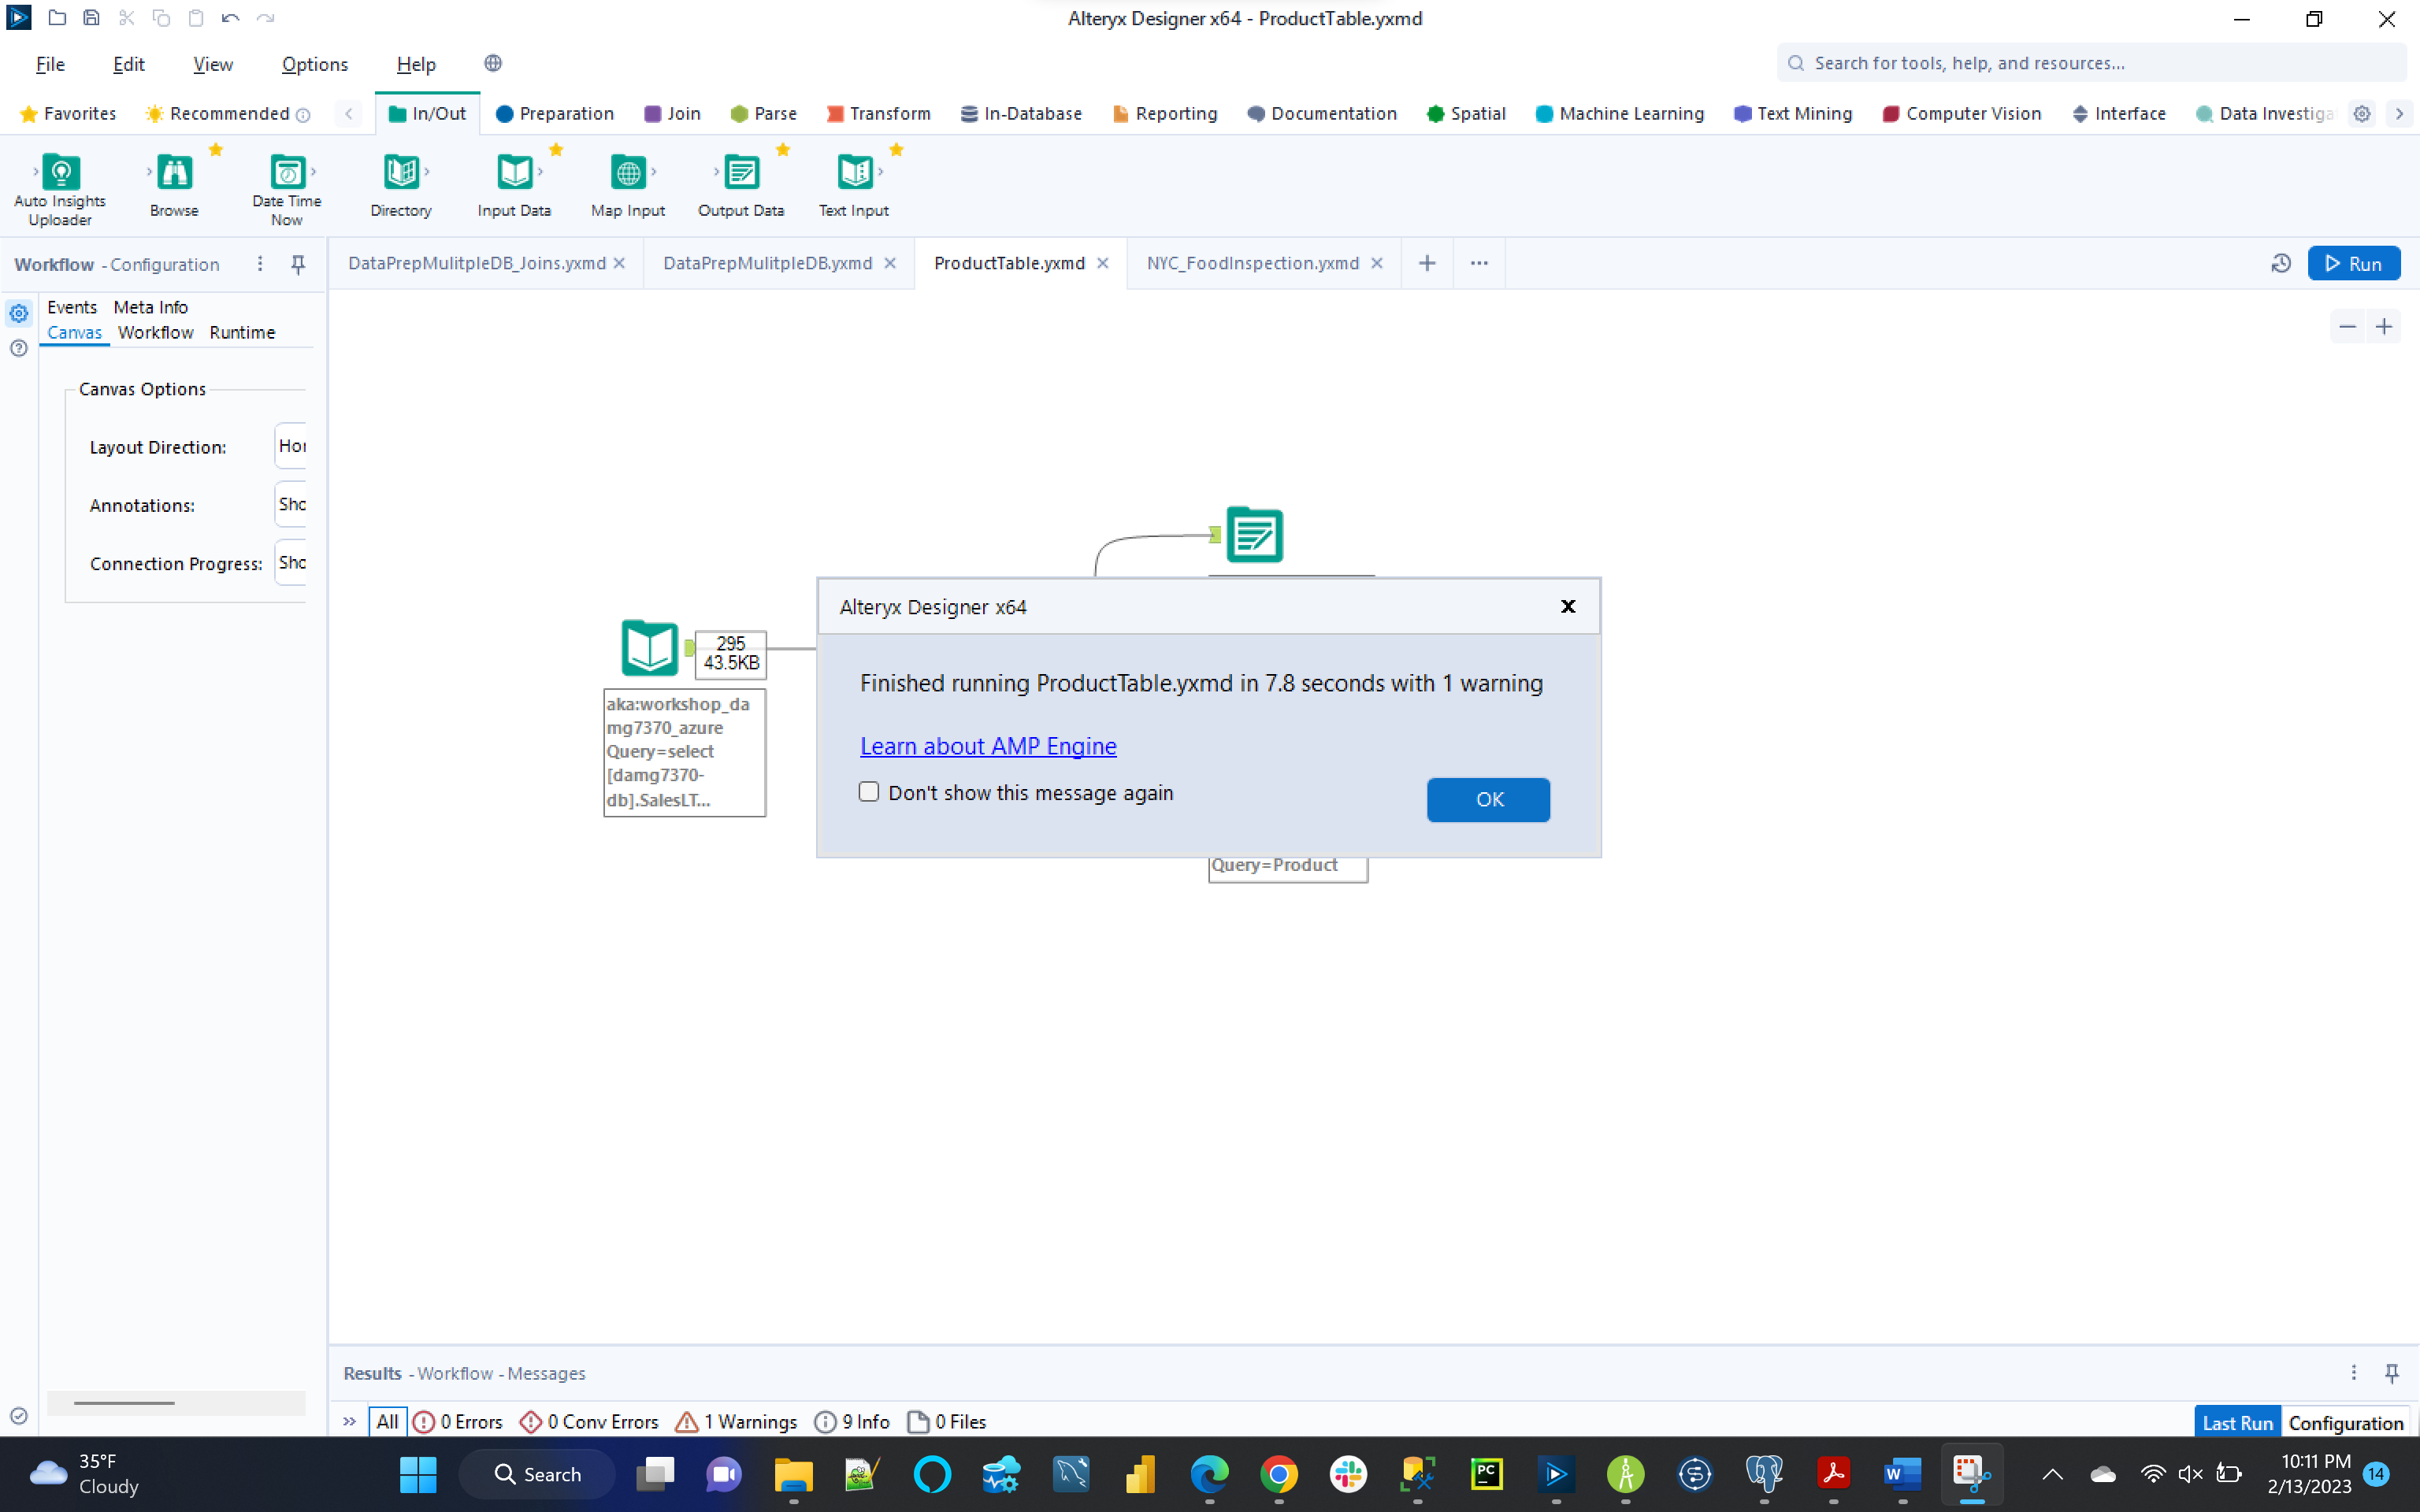 Alteryx Designer x64 - ProductTable.yxmd
File Edit View Options Help
Search for tools, help, and resources...
Favorites Recommended In/Out Preparation Join Parse Transform In-Database Reporting Documentation Spatial Machine Learning Text Mining Computer Vision Interface Data Investiga
Auto Insights Uploader
Browse
Date Time Now
Directory
Input Data
Map Input
Output Data
Text Input
Workflow - Configuration
DataPrepMulitpleDB_Joins.yxmd DataPrepMulitpleDB.yxmd ProductTable.yxmd NYC_FoodInspection.yxmd
Run
Events Meta Info
Canvas Workflow Runtime
Canvas Options
Layout Direction: Hor
Annotations: Sho
Connection Progress: Sho
295
43.5KB
aka:workshop_da
mg7370_azure
Query=select
[damg7370-
db].SalesLT...
Alteryx Designer x64
x
Finished running ProductTable.yxmd in 7.8 seconds with 1 warning
Learn about AMP Engine
Don't show this message again
OK
Query=Product
Results - Workflow - Messages
All 0 Errors 0 Conv Errors 1 Warnings 9 Info 0 Files
Last Run Configuration
35°F
Cloudy
Search
PC
W
10:11 PM
2/13/2023
14